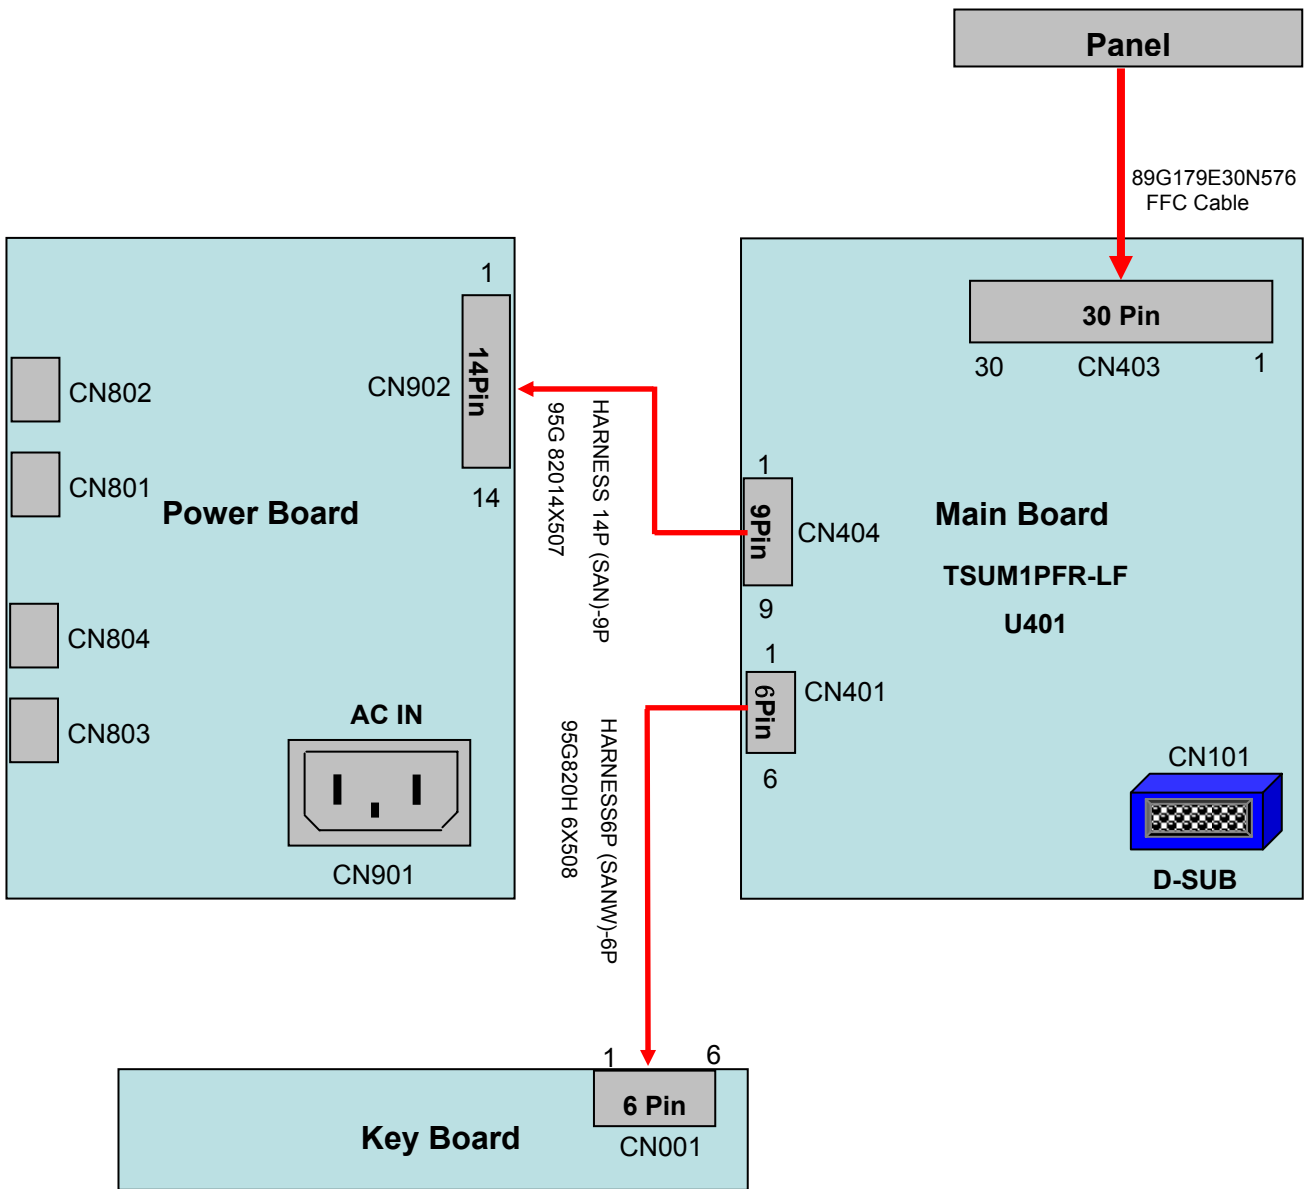 Panel
89G179E30N576
FFC Cable
1
14Pin
CN902
14
CN802
CN801
Power Board
CN804
CN803
AC IN
CN901
HARNESS 14P (SAN)-9P
95G 82014X507
30 Pin
30
CN403
1
1
9Pin
CN404
9
Main Board
TSUM1PFR-LF
U401
1
6Pin
CN401
6
CN101
D-SUB
HARNESS6P (SANW)-6P
95G820H 6X508
1
6
6 Pin
CN001
Key Board